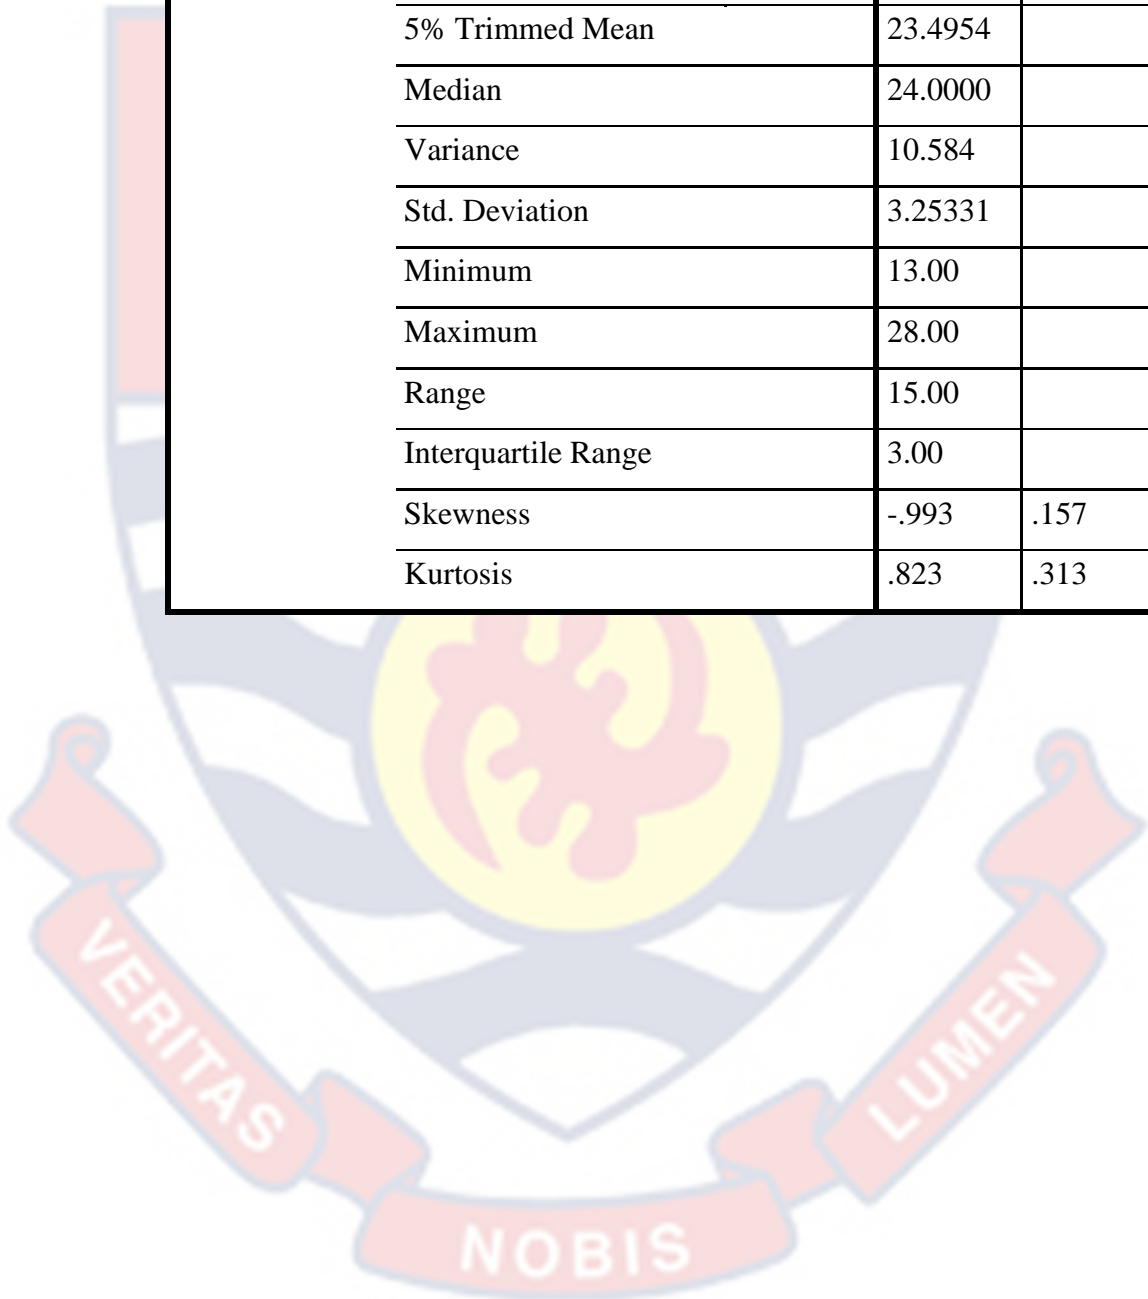 5% Trimmed Mean 23.4954
Median 24.0000
Variance 10.584
Std. Deviation 3.25331
Minimum 13.00
Maximum 28.00
Range 15.00
Interquartile Range 3.00
Skewness -.993 .157
Kurtosis .823 .313
VERITAS
NOBIS
LUMEN